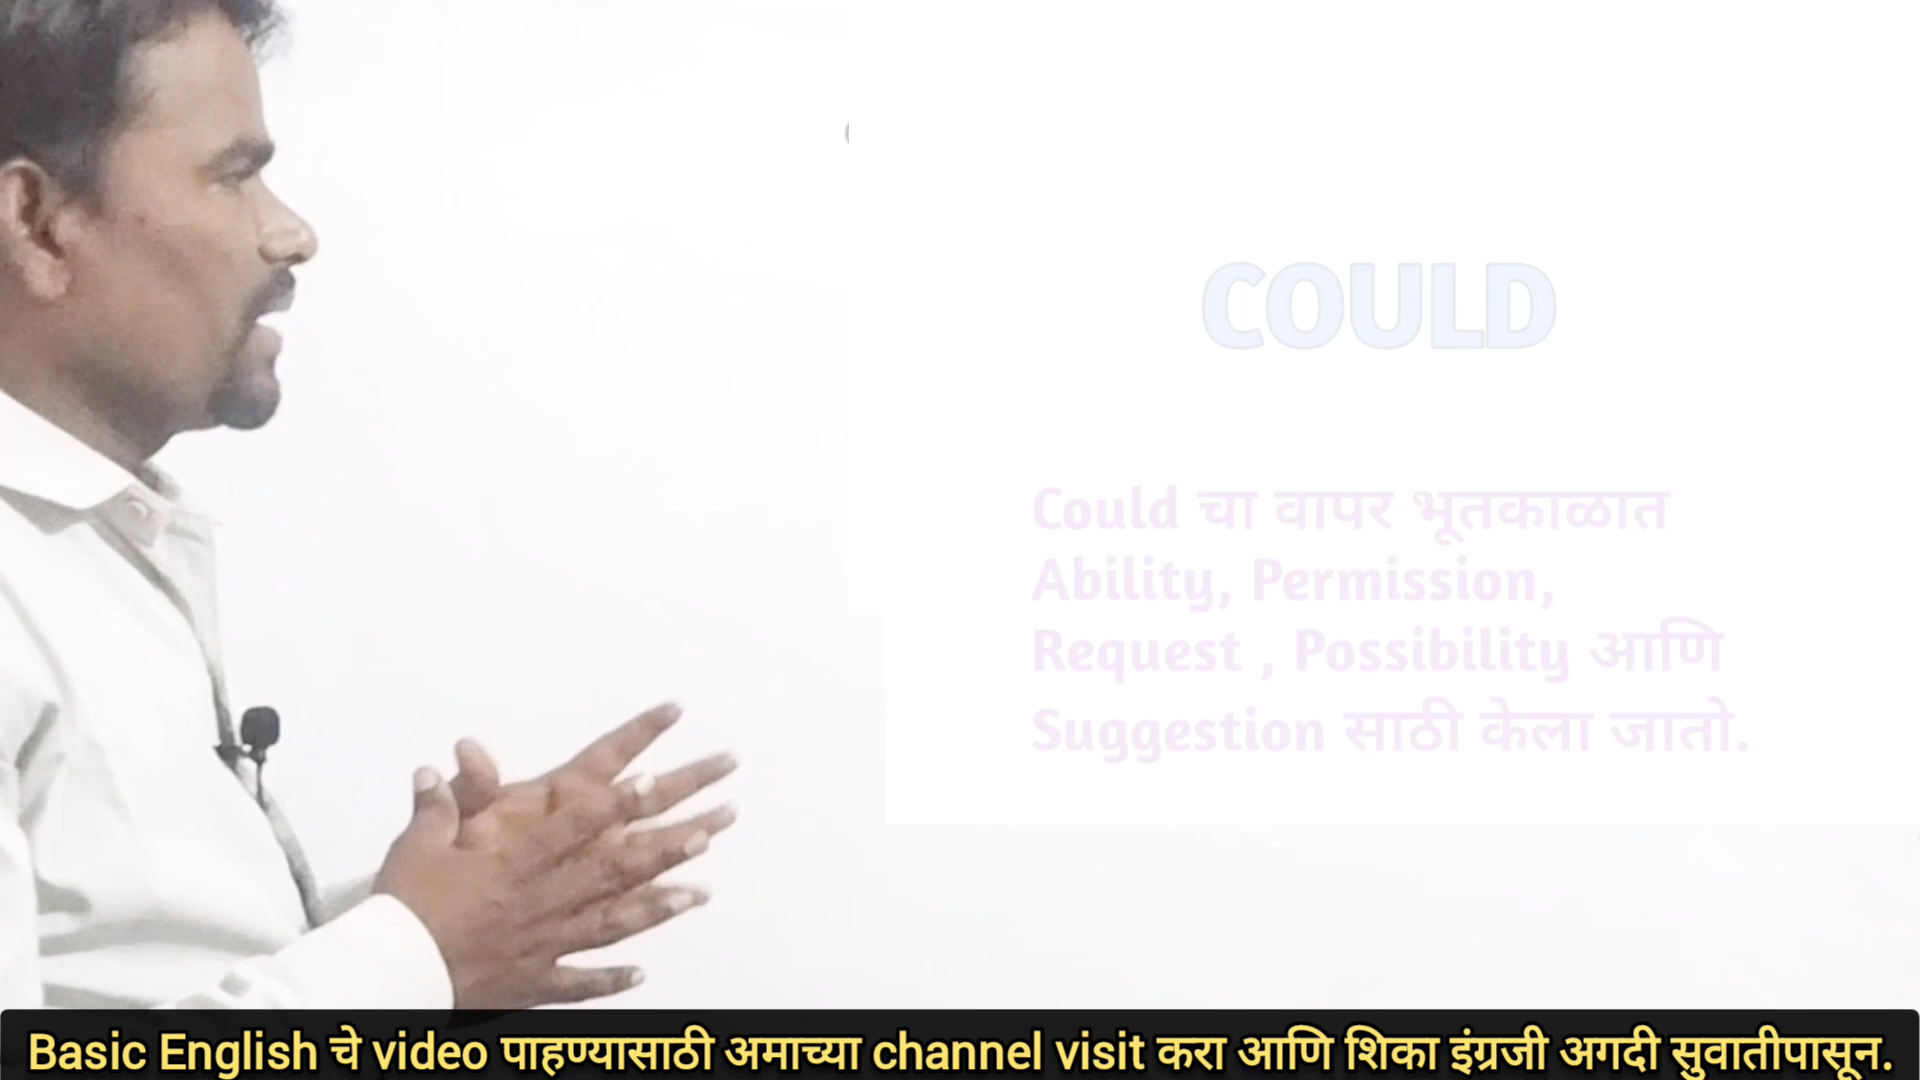 COULD
Could चा वापर भूतकाळात
Ability, Permission,
Request , Possibility आणि
Suggestion साठी केला जातो.
Basic English चे video पाहण्यासाठी अमाच्या channel visit करा आणि शिका इंग्रजी अगदी सुवातीपासून.